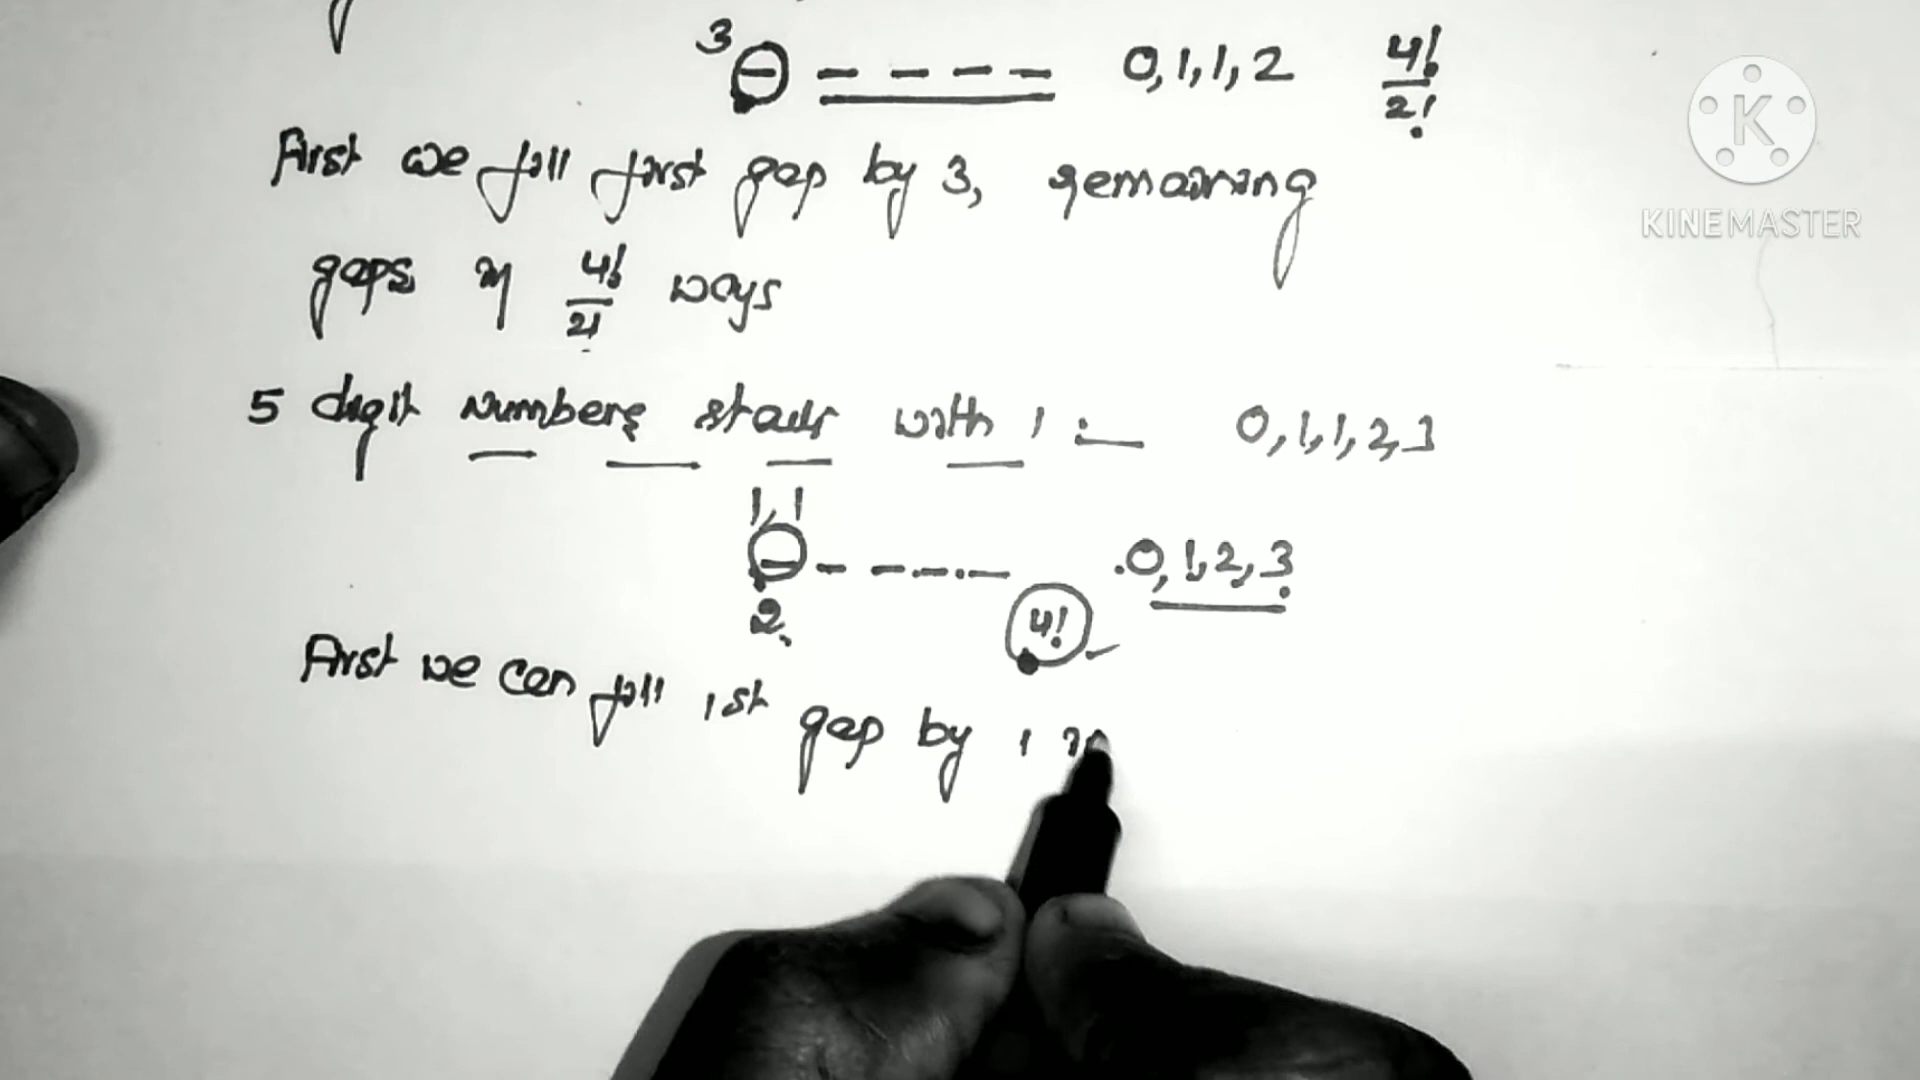 3
– – – – – 0, 1, 1, 2 4!/2!
First we fill first gap by 3, remaining
gaps in 4!/2! ways
5 digit numbers starts with 1 :— 0, 1, 1, 2, 3
1, 1
– – – – – 0, 1, 2, 3
2 4!
First we can fill 1st gap by 1
K
KINEMASTER